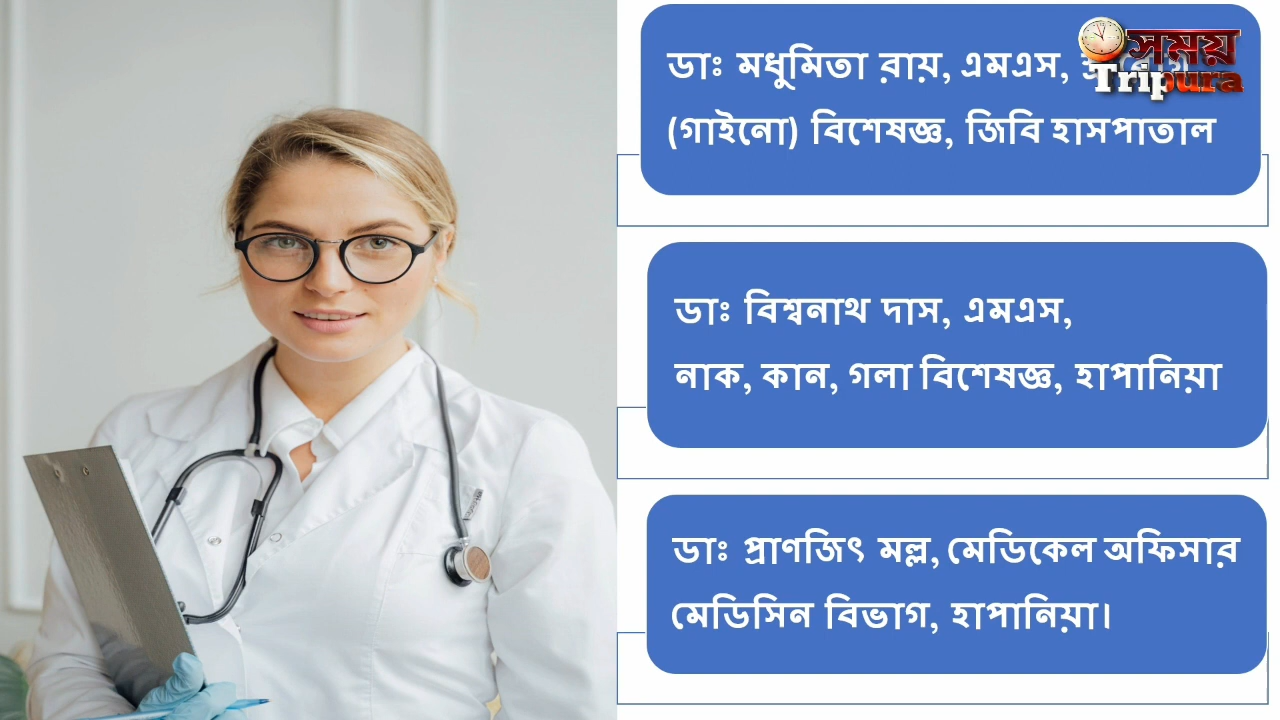 ডাঃ মধুমিতা রায়, এমএস,
(গাইনো) বিশেষজ্ঞ, জিবি হাসপাতাল
সময়
Tripura
ডাঃ বিশ্বনাথ দাস, এমএস,
নাক, কান, গলা বিশেষজ্ঞ, হাপানিয়া
ডাঃ প্রাণজিৎ মল্ল, মেডিকেল অফিসার
মেডিসিন বিভাগ, হাপানিয়া।